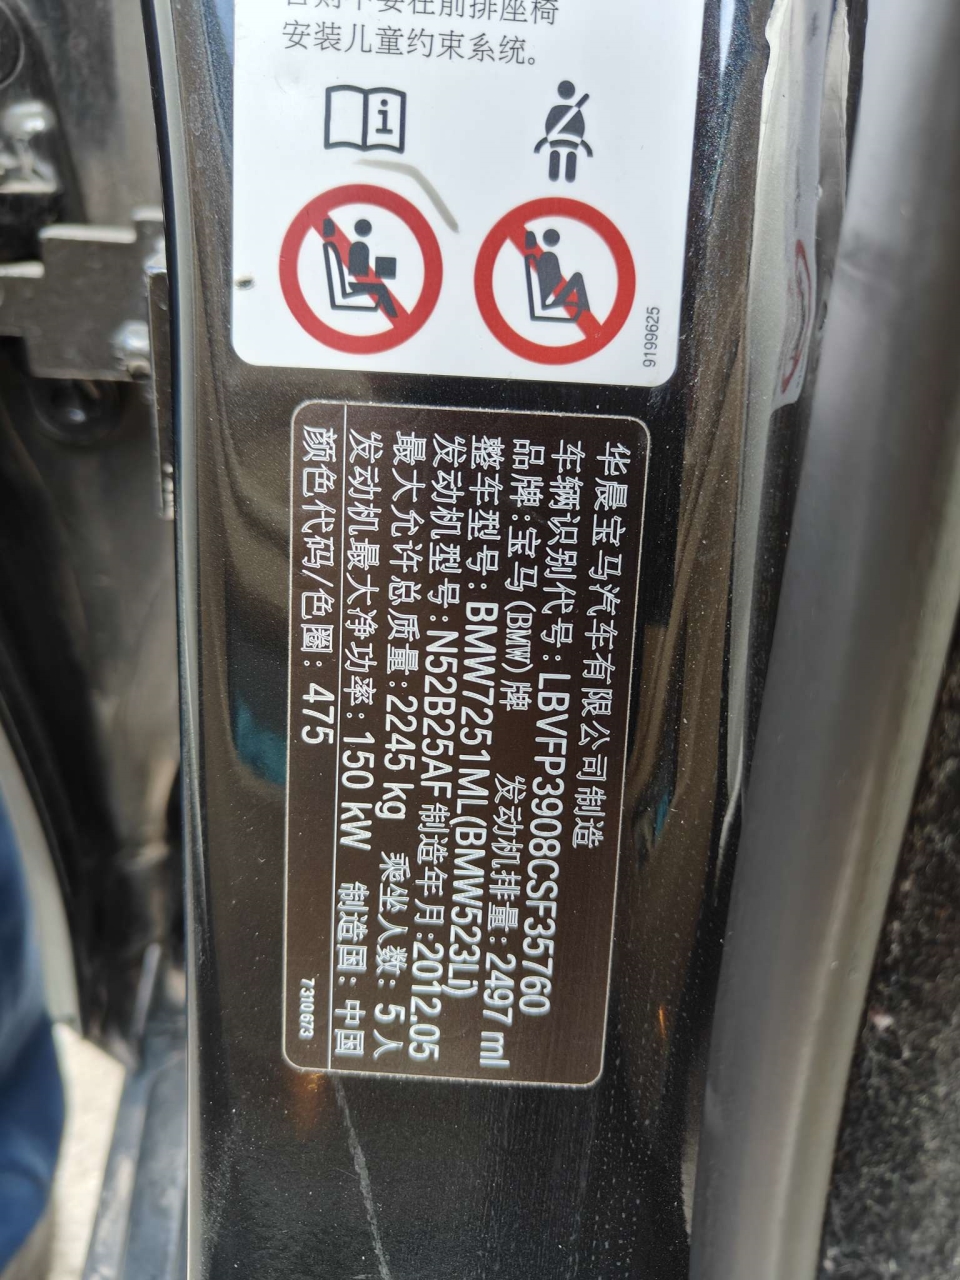 安装儿童约束系统。
9199625
华晨宝马汽车有限公司制造
车辆识别代号:LBVFP3908CSF35760
品牌:宝马(BMW)牌 发动机排量:2497 ml
整车型号:BMW7251ML(BMW523Li)
发动机型号:N52B25AF 制造年月:2012.05
最大允许总质量:2245 kg 乘坐人数: 5 人
发动机最大净功率:150 kW 制造国: 中国
颜色代码/色圈: 475
7310673